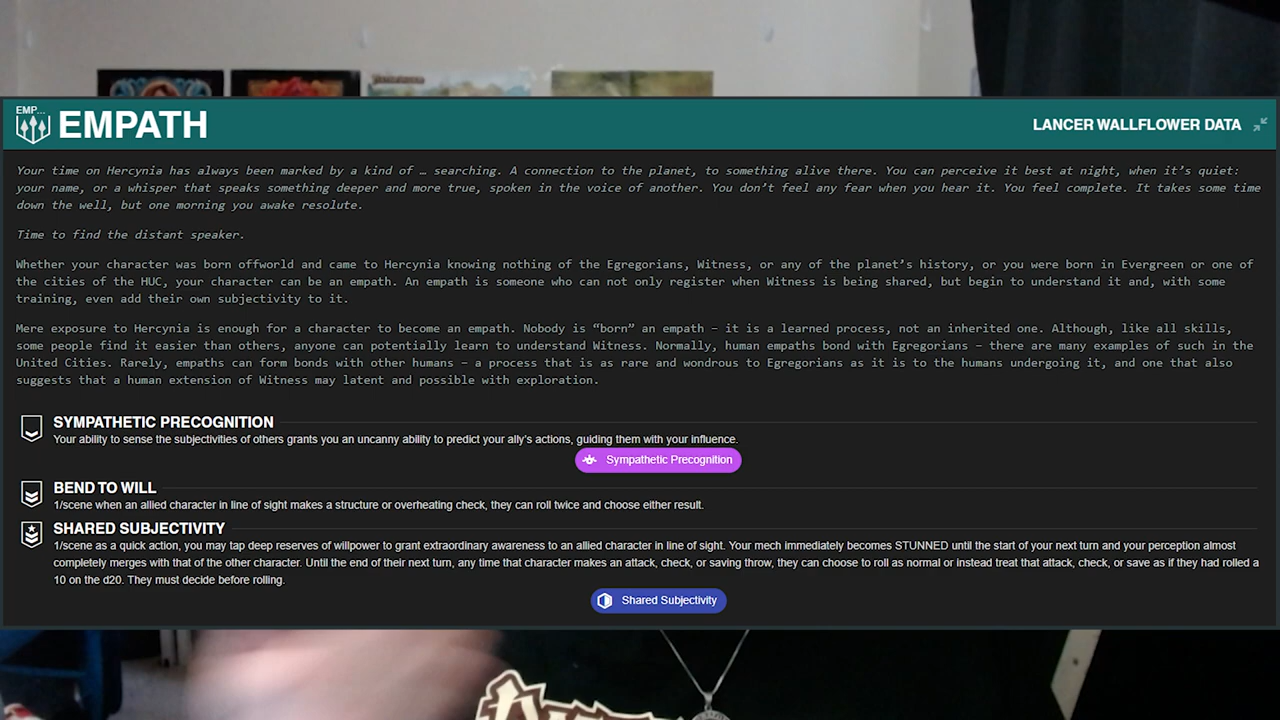 EMP...
EMPATH
LANCER WALLFLOWER DATA
Your time on Hercynia has always been marked by a kind of … searching. A connection to the planet, to something alive there. You can perceive it best at night, when it's quiet:
your name, or a whisper that speaks something deeper and more true, spoken in the voice of another. You don't feel any fear when you hear it. You feel complete. It takes some time
down the well, but one morning you awake resolute.
Time to find the distant speaker.
Whether your character was born offworld and came to Hercynia knowing nothing of the Egregorians, Witness, or any of the planet's history, or you were born in Evergreen or one of
the cities of the HUC, your character can be an empath. An empath is someone who can not only register when Witness is being shared, but begin to understand it and, with some
training, even add their own subjectivity to it.
Mere exposure to Hercynia is enough for a character to become an empath. Nobody is “born” an empath – it is a learned process, not an inherited one. Although, like all skills,
some people find it easier than others, anyone can potentially learn to understand Witness. Normally, human empaths bond with Egregorians – there are many examples of such in the
United Cities. Rarely, empaths can form bonds with other humans – a process that is as rare and wondrous to Egregorians as it is to the humans undergoing it, and one that also
suggests that a human extension of Witness may latent and possible with exploration.
SYMPATHETIC PRECOGNITION
Your ability to sense the subjectivities of others grants you an uncanny ability to predict your ally's actions, guiding them with your influence.
Sympathetic Precognition
BEND TO WILL
1/scene when an allied character in line of sight makes a structure or overheating check, they can roll twice and choose either result.
SHARED SUBJECTIVITY
1/scene as a quick action, you may tap deep reserves of willpower to grant extraordinary awareness to an allied character in line of sight. Your mech immediately becomes STUNNED until the start of your next turn and your perception almost
completely merges with that of the other character. Until the end of their next turn, any time that character makes an attack, check, or saving throw, they can choose to roll as normal or instead treat that attack, check, or save as if they had rolled a
10 on the d20. They must decide before rolling.
Shared Subjectivity